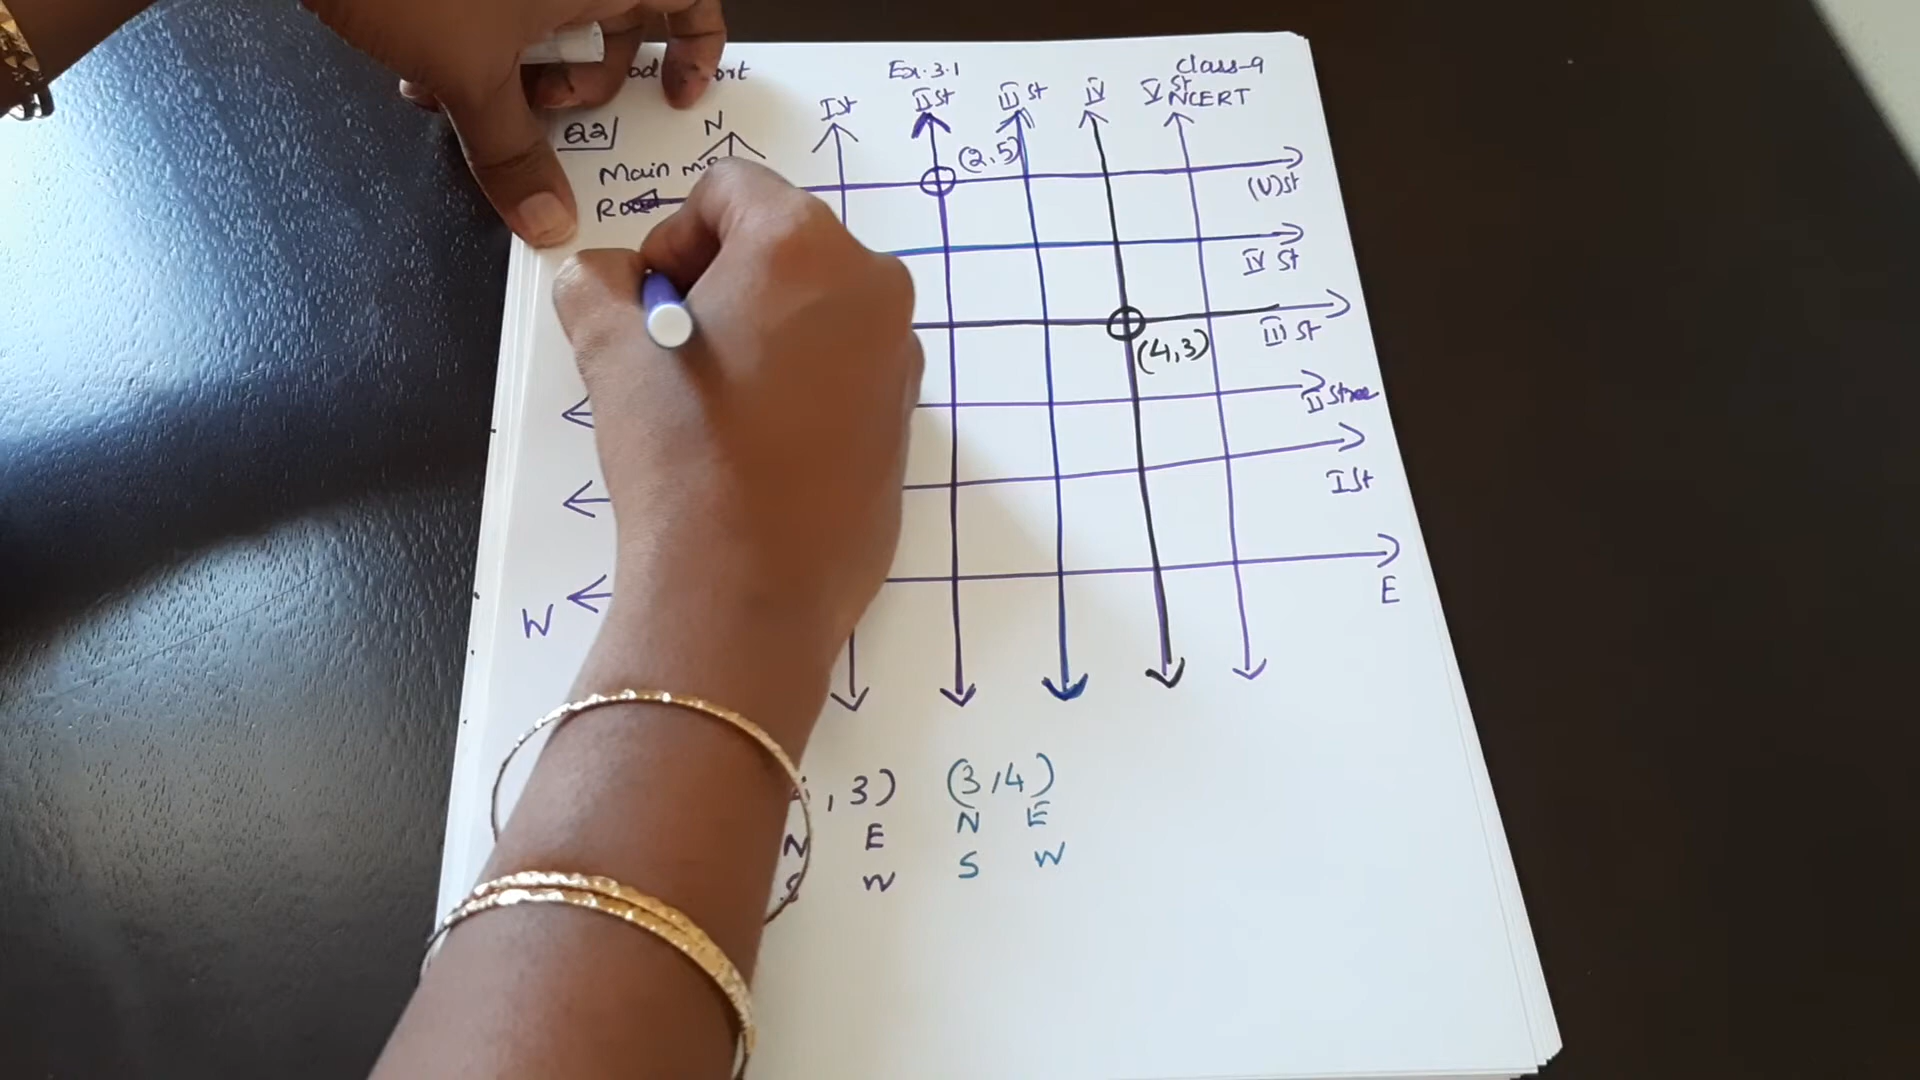 Ex.3.1
Class-9
NCERT
Q2/
N
I st
II st
III st
IV
V st
Main
(2,5)
(V) st
IV st
III st
(4,3)
II stree
I st
E
W
, 3) (3,4)
N E N E
W S W